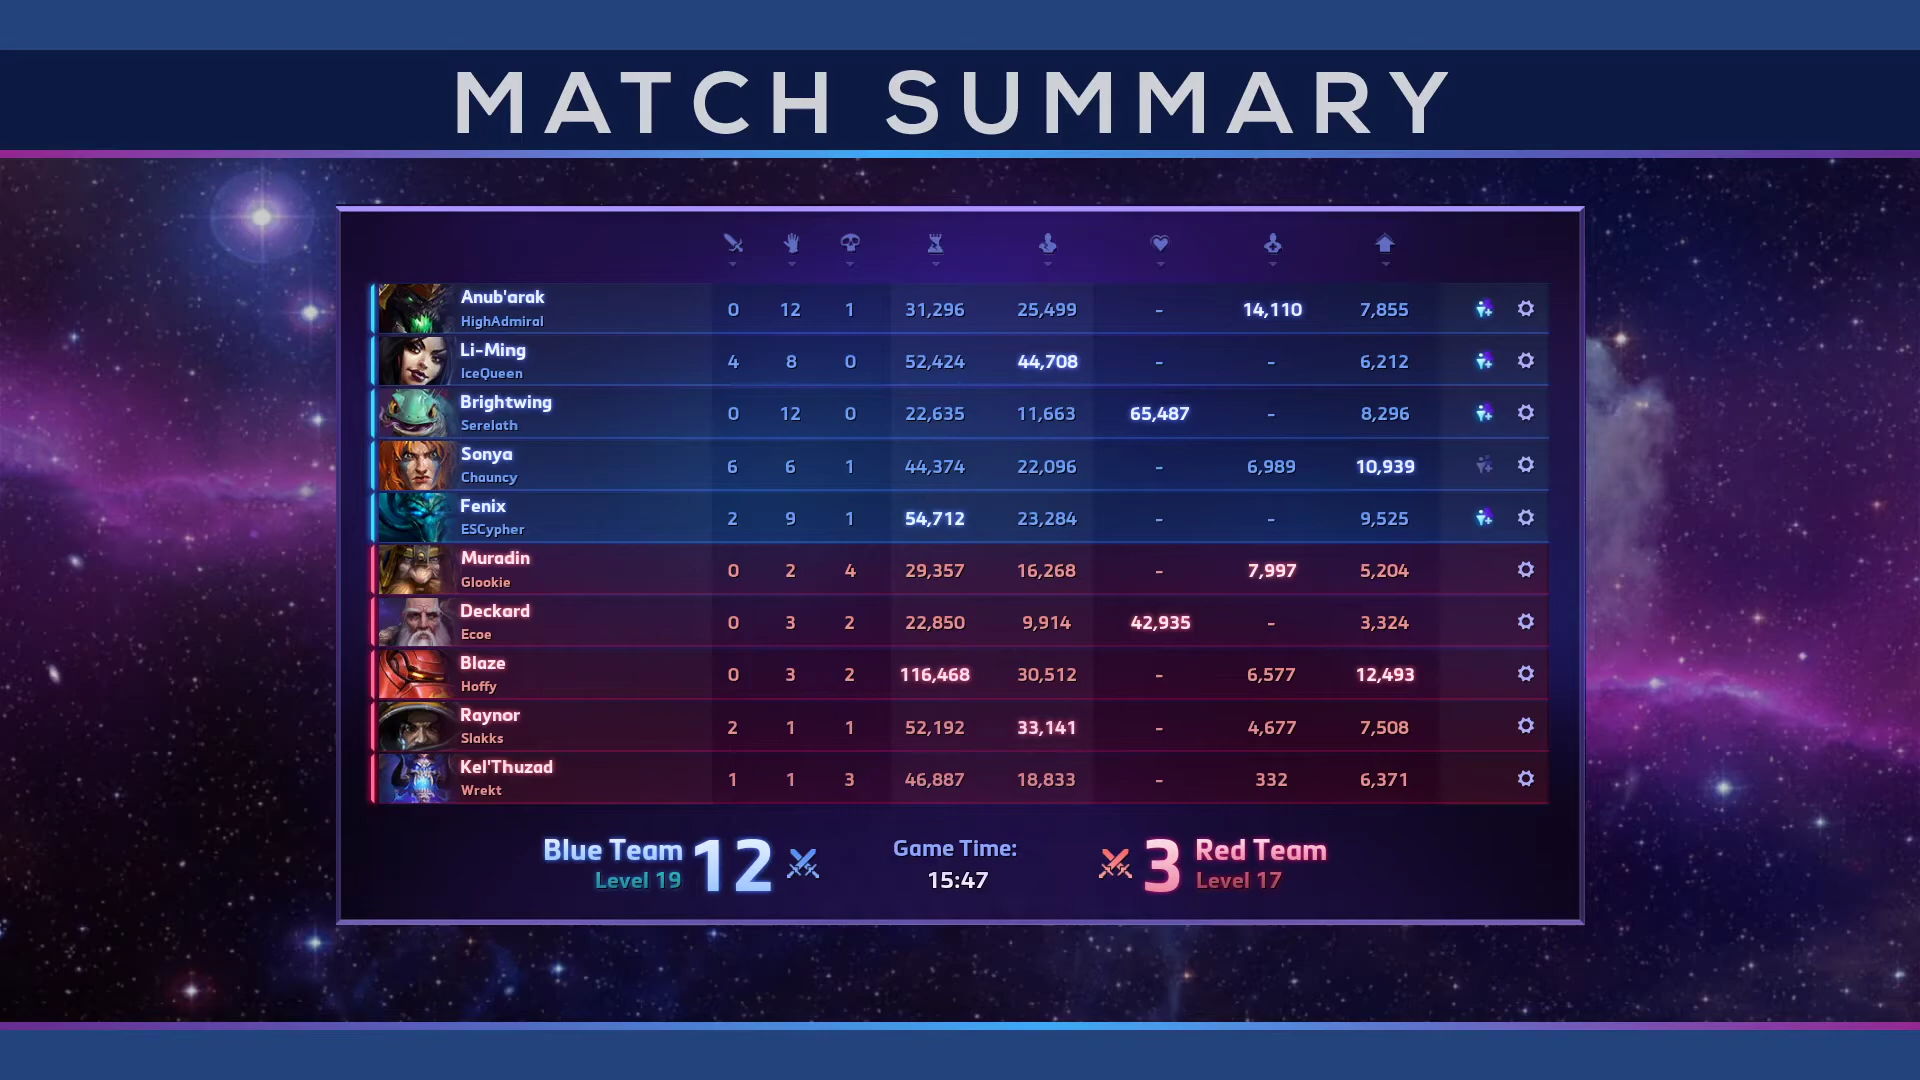 MATCH SUMMARY
Anub'arak
HighAdmiral
0 12 1 31,296 25,499 - 14,110 7,855
Li-Ming
IceQueen
4 8 0 52,424 44,708 - - 6,212
Brightwing
Serelath
0 12 0 22,635 11,663 65,487 - 8,296
Sonya
Chauncy
6 6 1 44,374 22,096 - 6,989 10,939
Fenix
ESCypher
2 9 1 54,712 23,284 - - 9,525
Muradin
Glookie
0 2 4 29,357 16,268 - 7,997 5,204
Deckard
Ecoe
0 3 2 22,850 9,914 42,935 - 3,324
Blaze
Hoffy
0 3 2 116,468 30,512 - 6,577 12,493
Raynor
Slakks
2 1 1 52,192 33,141 - 4,677 7,508
Kel'Thuzad
Wrekt
1 1 3 46,887 18,833 - 332 6,371
Blue Team 12
Level 19
Game Time:
15:47
3 Red Team
Level 17